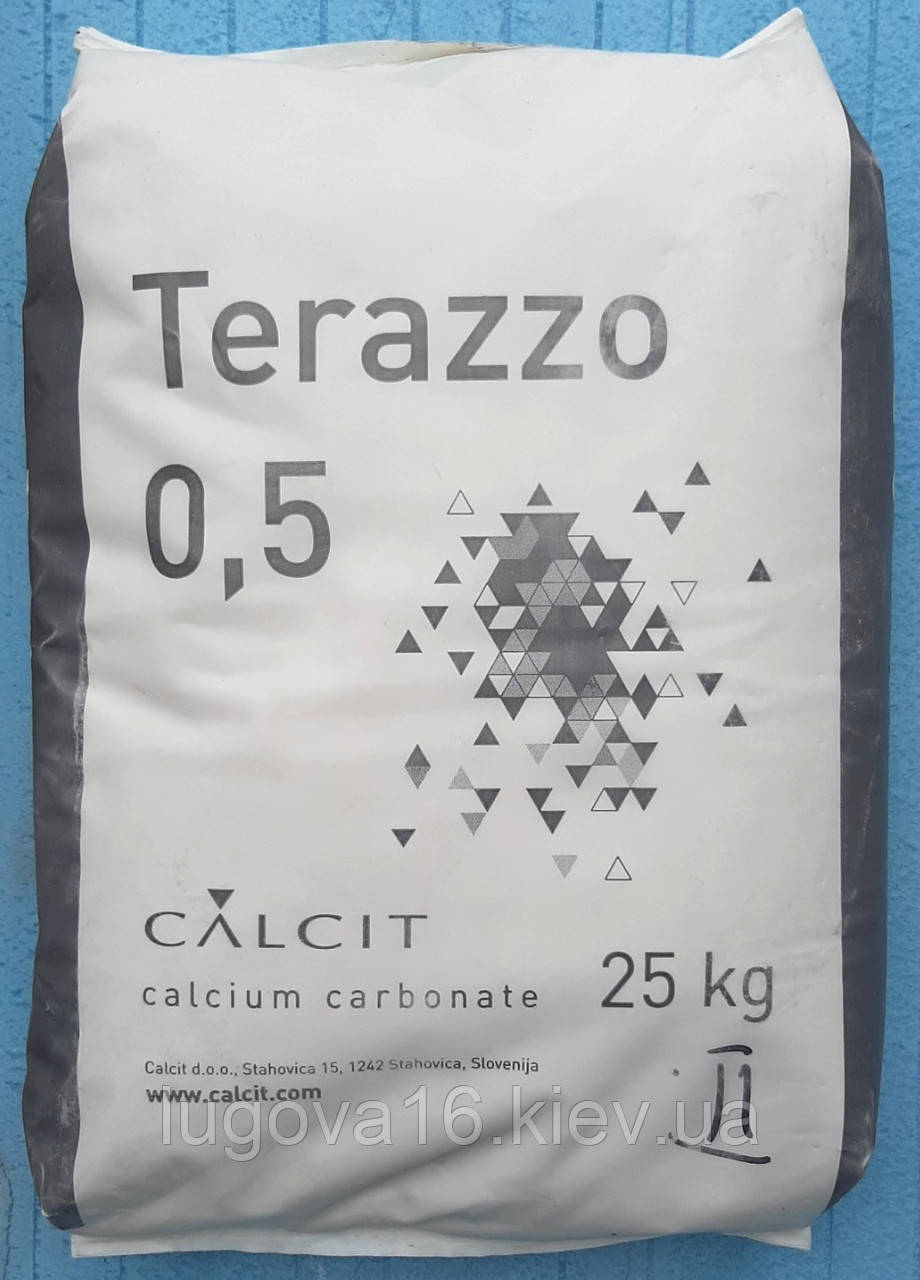 Terazzo
0,5
CALCIT
calcium carbonate
25 kg
Calcit d.o.o., Stahovica 15, 1242 Stahovica, Slovenija
www.calcit.com
lugova16.kiev.ua